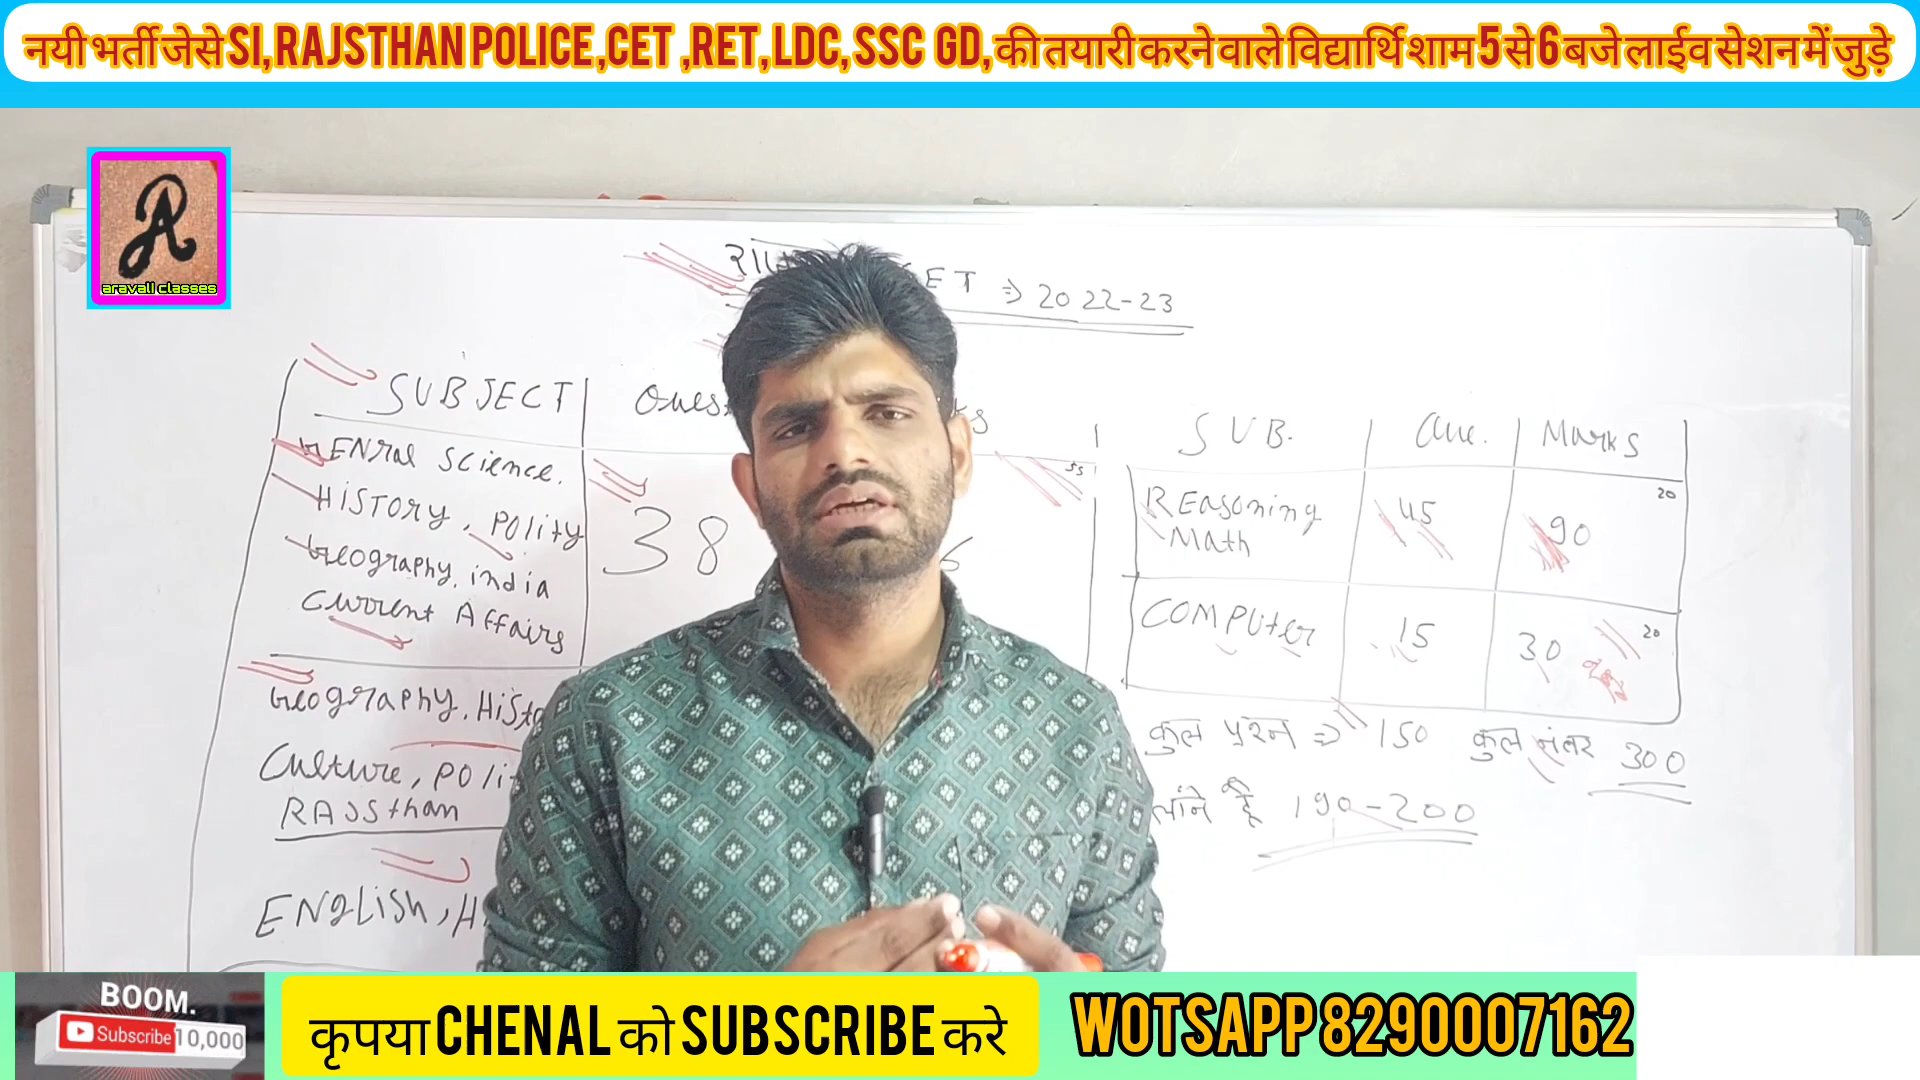 नयी भर्ती जेसे SI, RAJSTHAN POLICE ,CET ,RET, LDC, SSC GD, की तयारी करने वाले विद्यार्थि शाम 5 से 6 बजे लाईव सेशन में जुड़े
A
aravali classes
ET ⇒ 2022-23
SUBJECT
GENral Science.
HISTORY, POlity
Geography, india
Current Affairs
38
55
Geography, Histo
Culture, POlit
RAJSthan
ENglish, H
SUB. Que. Marks
REasoning 45 90 20
Math
COMPUter 15 30 20
कुल प्रश्न ⇒ 150 कुल नंबर 300
लाने है 190-200
BOOM.
Subscribe 10,000
कृपया CHENAL को SUBSCRIBE करे
WOTSAPP 8290007162